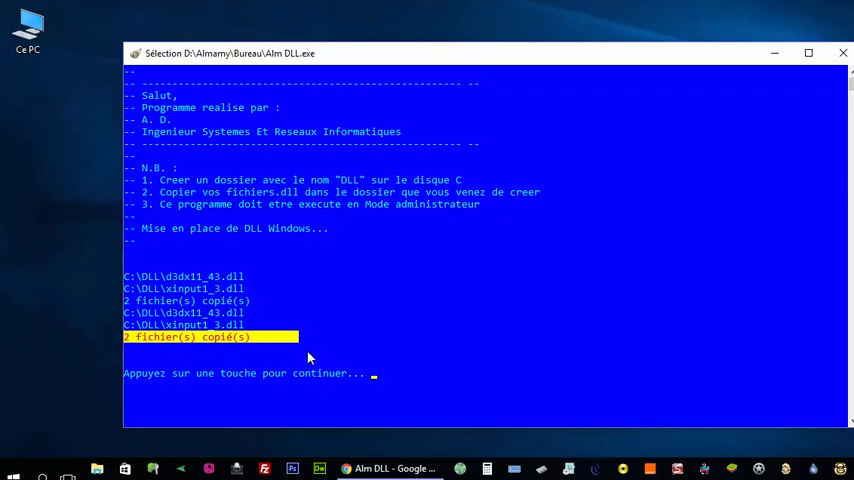 Ce PC
Sélection D:\Almamy\Bureau\Alm DLL.exe
--
-- -------------------------------------------------- --
-- Salut,
-- Programme realise par :
-- A. D.
-- Ingenieur Systemes Et Reseaux Informatiques
-- -------------------------------------------------- --
--
-- N.B. :
-- 1. Creer un dossier avec le nom "DLL" sur le disque C
-- 2. Copier vos fichiers.dll dans le dossier que vous venez de creer
-- 3. Ce programme doit etre execute en Mode administrateur
--
-- Mise en place de DLL Windows...
--
C:\DLL\d3dx11_43.dll
C:\DLL\xinput1_3.dll
2 fichier(s) copié(s)
C:\DLL\d3dx11_43.dll
C:\DLL\xinput1_3.dll
2 fichier(s) copié(s)
Appuyez sur une touche pour continuer...
Fz
Ps
Dw
Alm DLL - Google ...